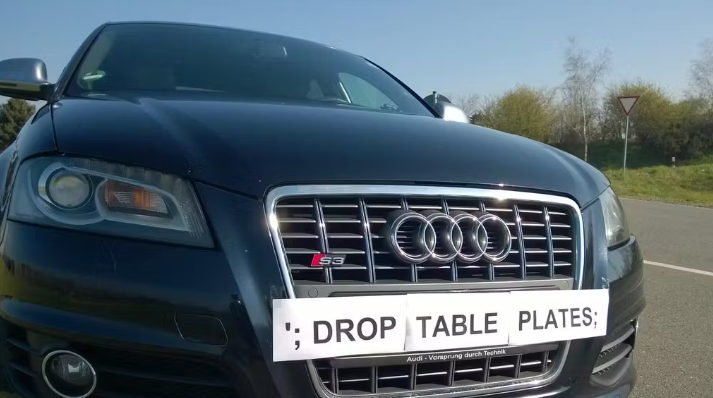 S3
'; DROP TABLE PLATES;
Audi - Vorsprung durch Technik